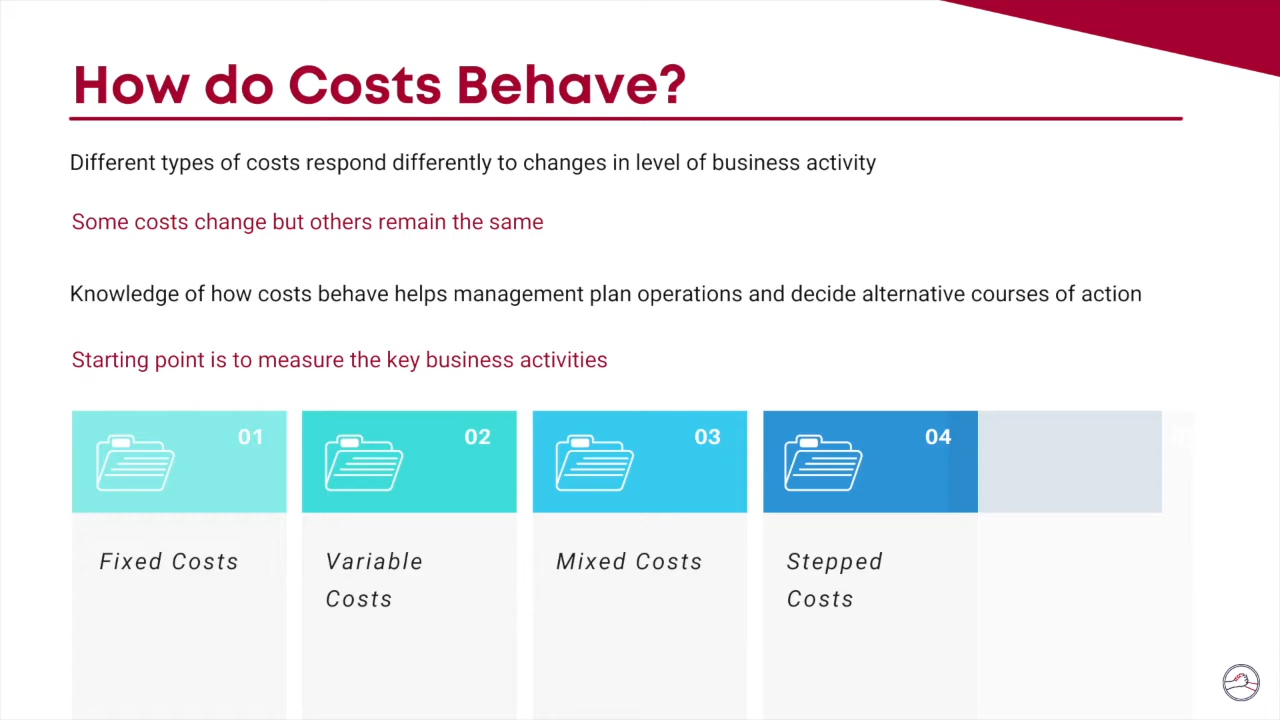 How do Costs Behave?
Different types of costs respond differently to changes in level of business activity
Some costs change but others remain the same
Knowledge of how costs behave helps management plan operations and decide alternative courses of action
Starting point is to measure the key business activities
01
02
03
04
Fixed Costs
Variable
Costs
Mixed Costs
Stepped
Costs